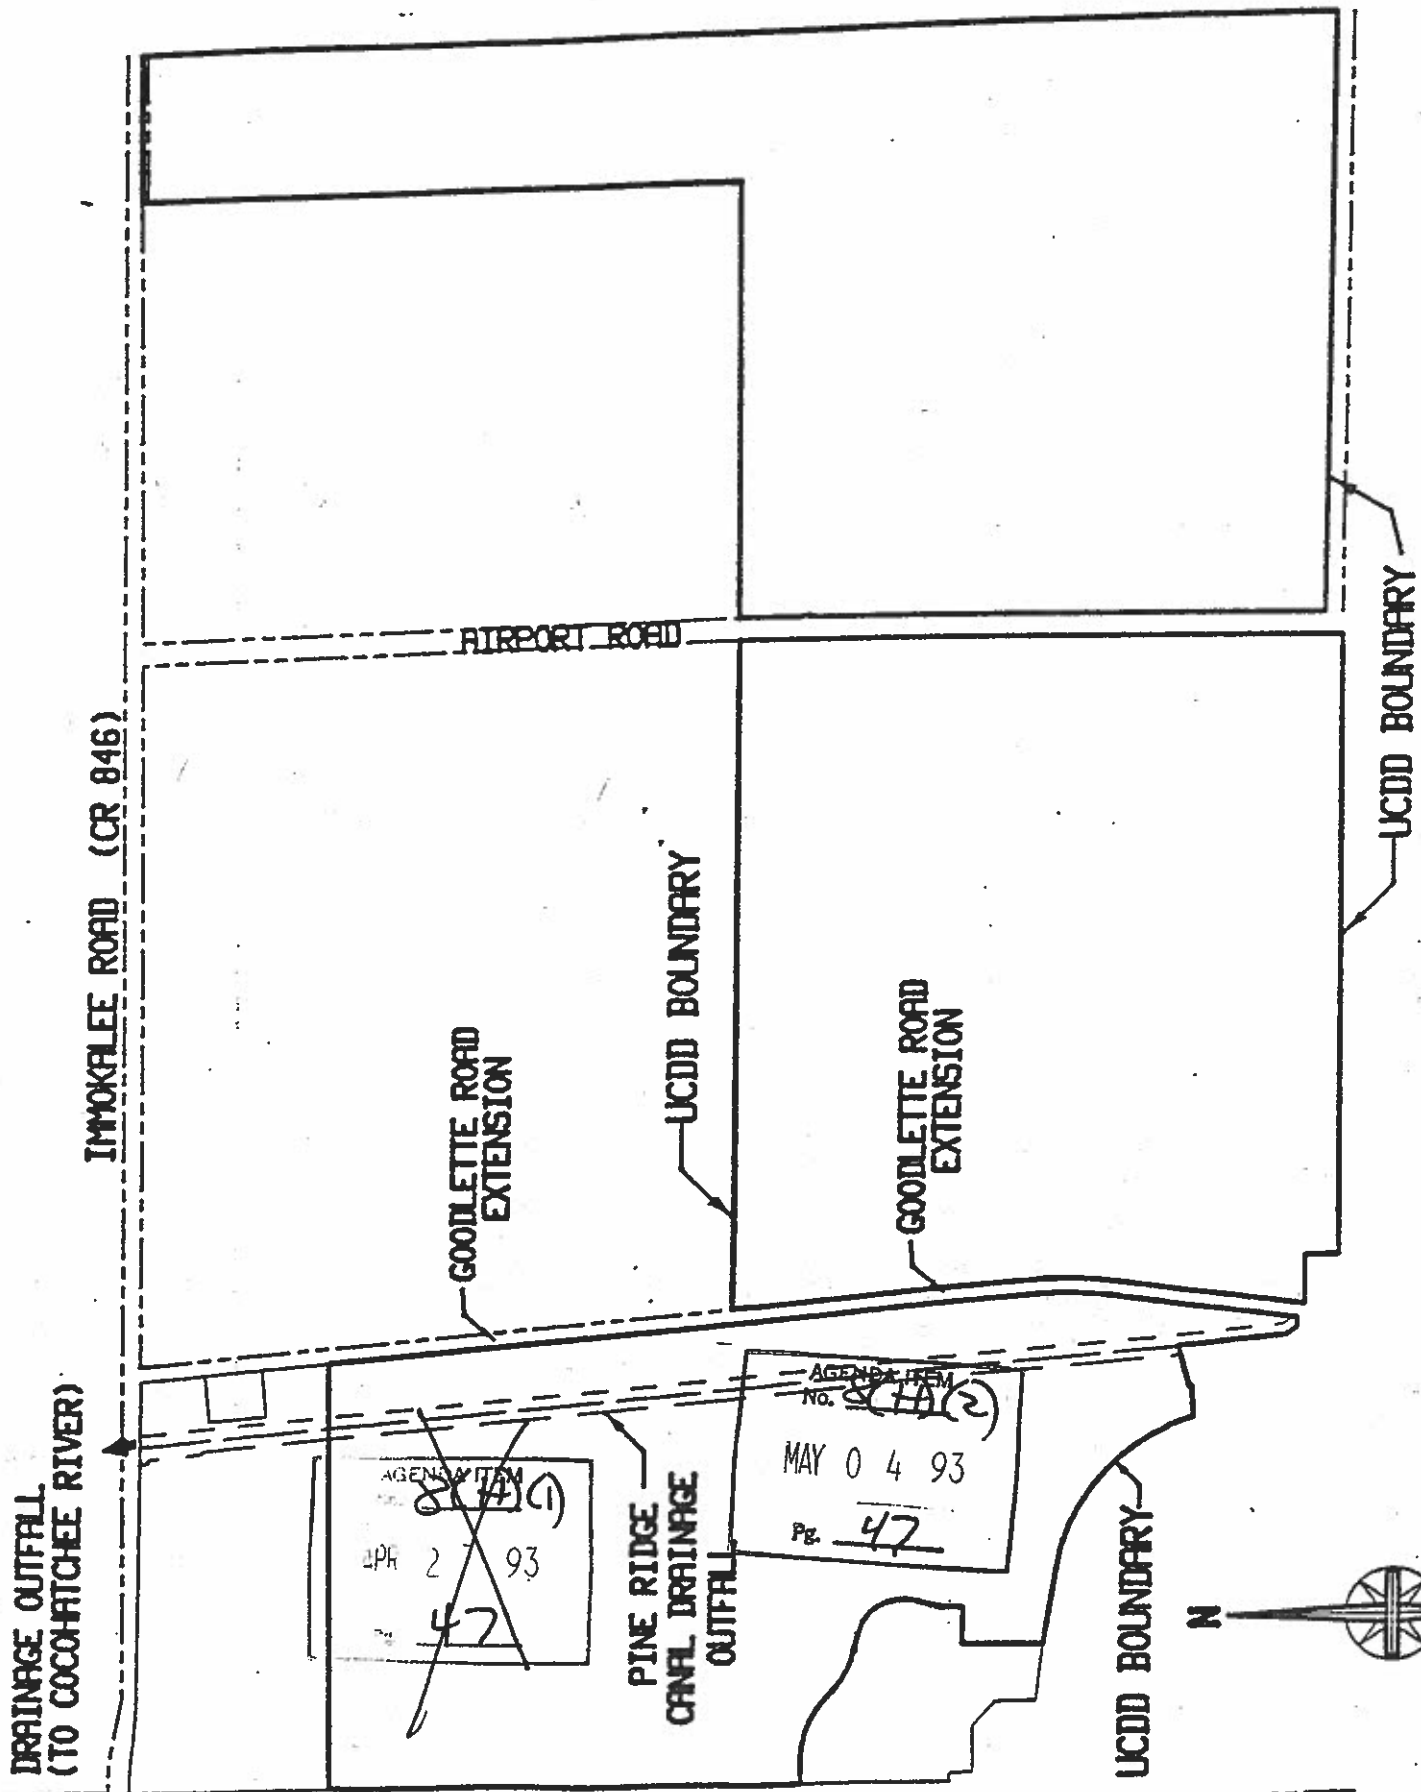 DRAINAGE OUTFALL
(TO COCOHATCHEE RIVER)
IMMOKALEE ROAD (CR 846)
AIRPORT ROAD
GOODLETTE ROAD
EXTENSION
UCDD BOUNDARY
GOODLETTE ROAD
EXTENSION
UCDD BOUNDARY
PINE RIDGE
CANAL DRAINAGE
OUTFALL
UCDD BOUNDARY
N
AGENDA ITEM
8(H)(1)
APR 2 93
47
AGENDA ITEM
No. 8(H)(2)
MAY 04 93
Pg. 47